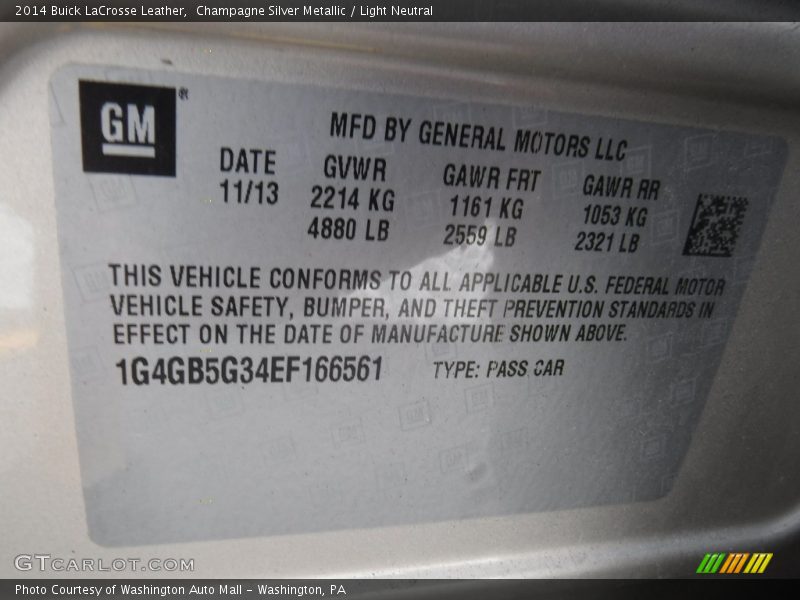 2014 Buick LaCrosse Leather, Champagne Silver Metallic / Light Neutral
GM®
MFD BY GENERAL MOTORS LLC
DATE GVWR GAWR FRT GAWR RR
11/13 2214 KG 1161 KG 1053 KG
4880 LB 2559 LB 2321 LB
THIS VEHICLE CONFORMS TO ALL APPLICABLE U.S. FEDERAL MOTOR
VEHICLE SAFETY, BUMPER, AND THEFT PREVENTION STANDARDS IN
EFFECT ON THE DATE OF MANUFACTURE SHOWN ABOVE.
1G4GB5G34EF166561 TYPE: PASS CAR
GTCARLOT.COM
Photo Courtesy of Washington Auto Mall - Washington, PA